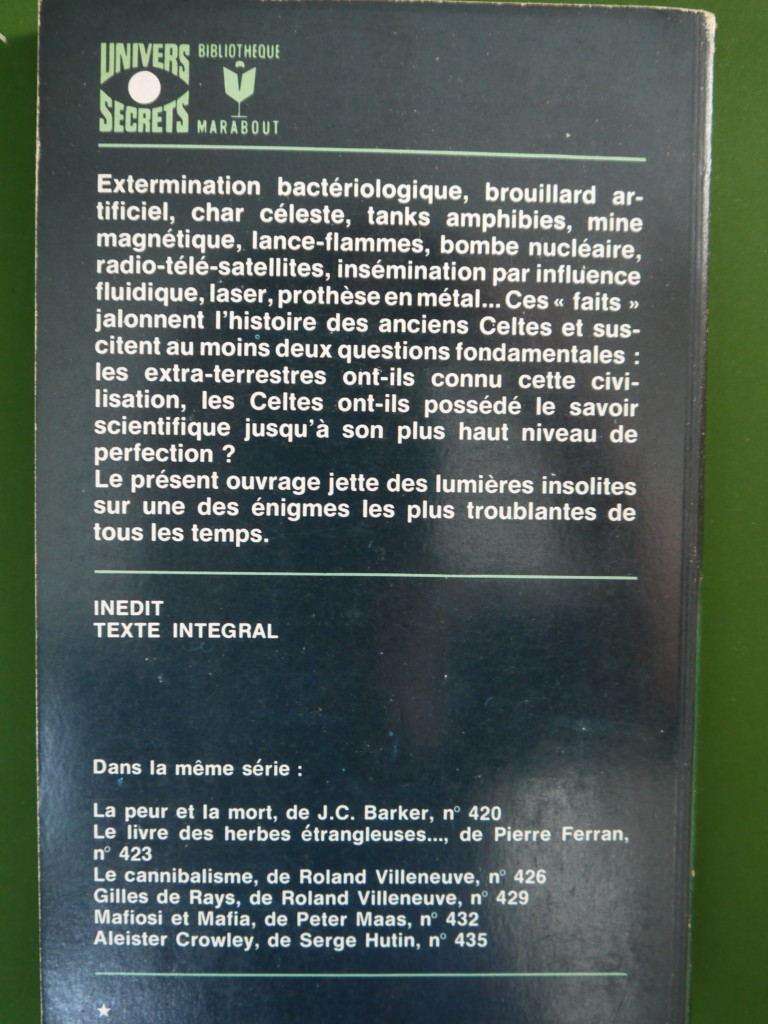 UNIVERS
SECRETS
BIBLIOTHEQUE
MARABOUT
Extermination bactériologique, brouillard ar-
tificiel, char céleste, tanks amphibies, mine
magnétique, lance-flammes, bombe nucléaire,
radio-télé-satellites, insémination par influence
fluidique, laser, prothèse en métal... Ces « faits »
jalonnent l'histoire des anciens Celtes et sus-
citent au moins deux questions fondamentales :
les extra-terrestres ont-ils connu cette civi-
lisation, les Celtes ont-ils possédé le savoir
scientifique jusqu'à son plus haut niveau de
perfection ?
Le présent ouvrage jette des lumières insolites
sur une des énigmes les plus troublantes de
tous les temps.
INEDIT
TEXTE INTEGRAL
Dans la même série :
La peur et la mort, de J.C. Barker, n° 420
Le livre des herbes étrangleuses..., de Pierre Ferran,
n° 423
Le cannibalisme, de Roland Villeneuve, n° 426
Gilles de Rays, de Roland Villeneuve, n° 429
Mafiosi et Mafia, de Peter Maas, n° 432
Aleister Crowley, de Serge Hutin, n° 435